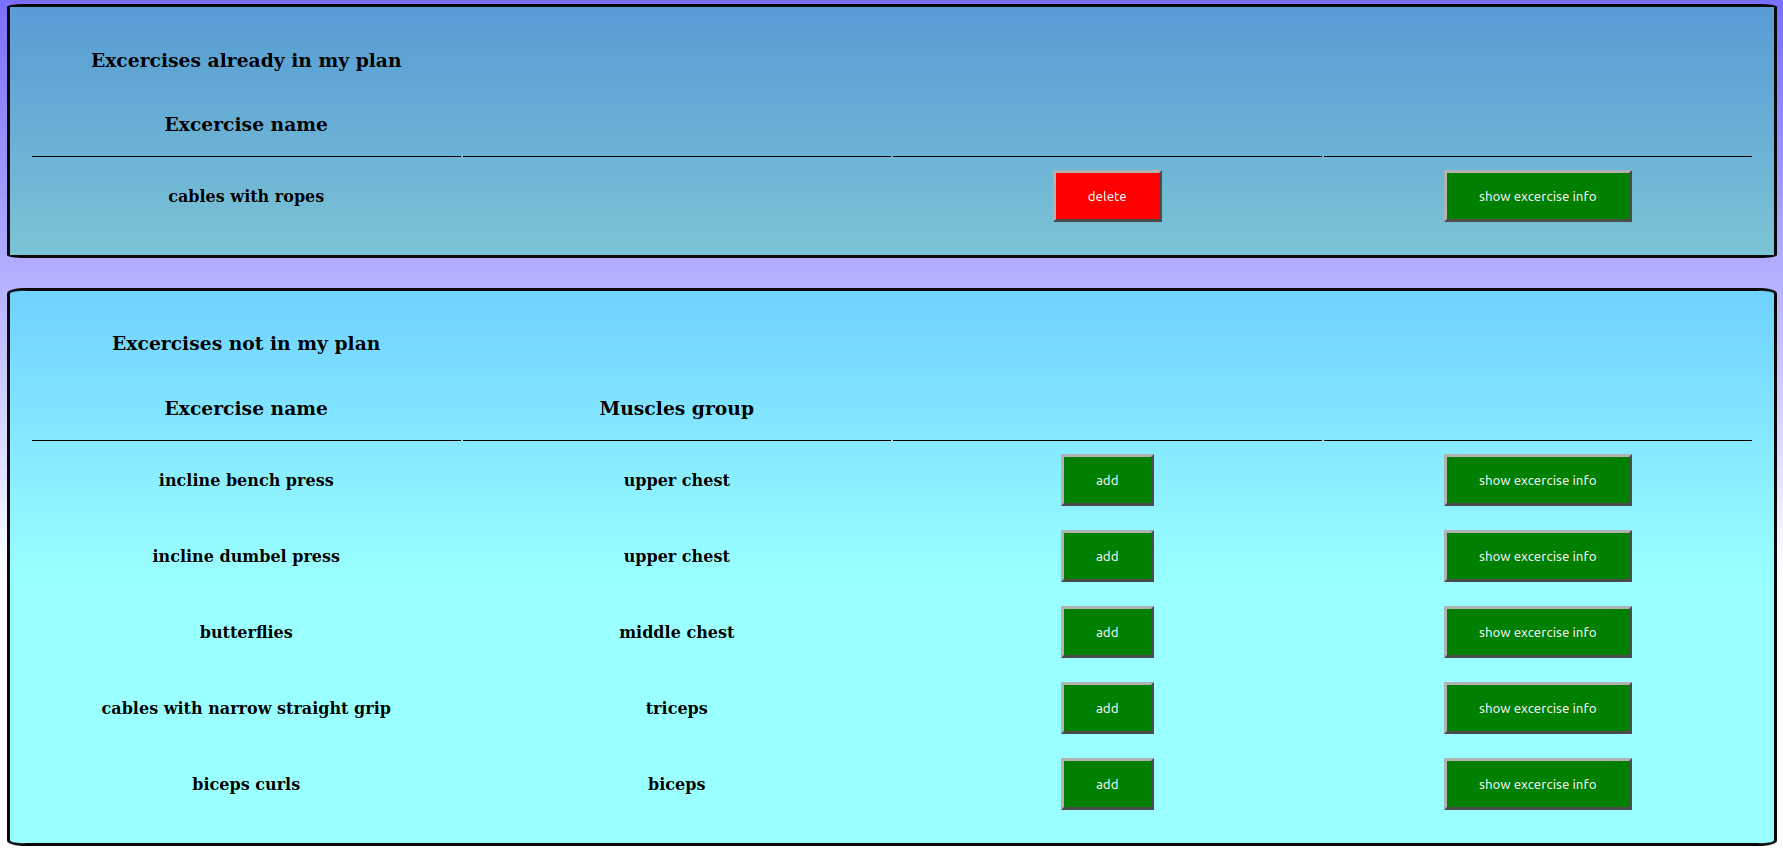 Excercises already in my plan
Excercise name
cables with ropes delete show excercise info
Excercises not in my plan
Excercise name Muscles group
incline bench press upper chest add show excercise info
incline dumbel press upper chest add show excercise info
butterflies middle chest add show excercise info
cables with narrow straight grip triceps add show excercise info
biceps curls biceps add show excercise info